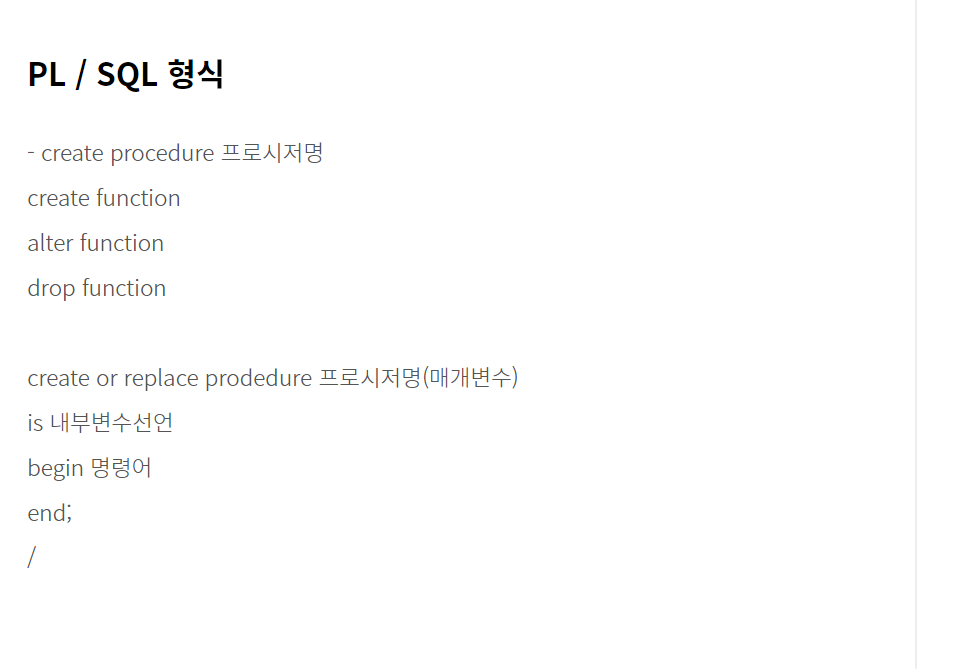 PL / SQL 형식
- create procedure 프로시저명
create function
alter function
drop function
create or replace prodedure 프로시저명(매개변수)
is 내부변수선언
begin 명령어
end;
/